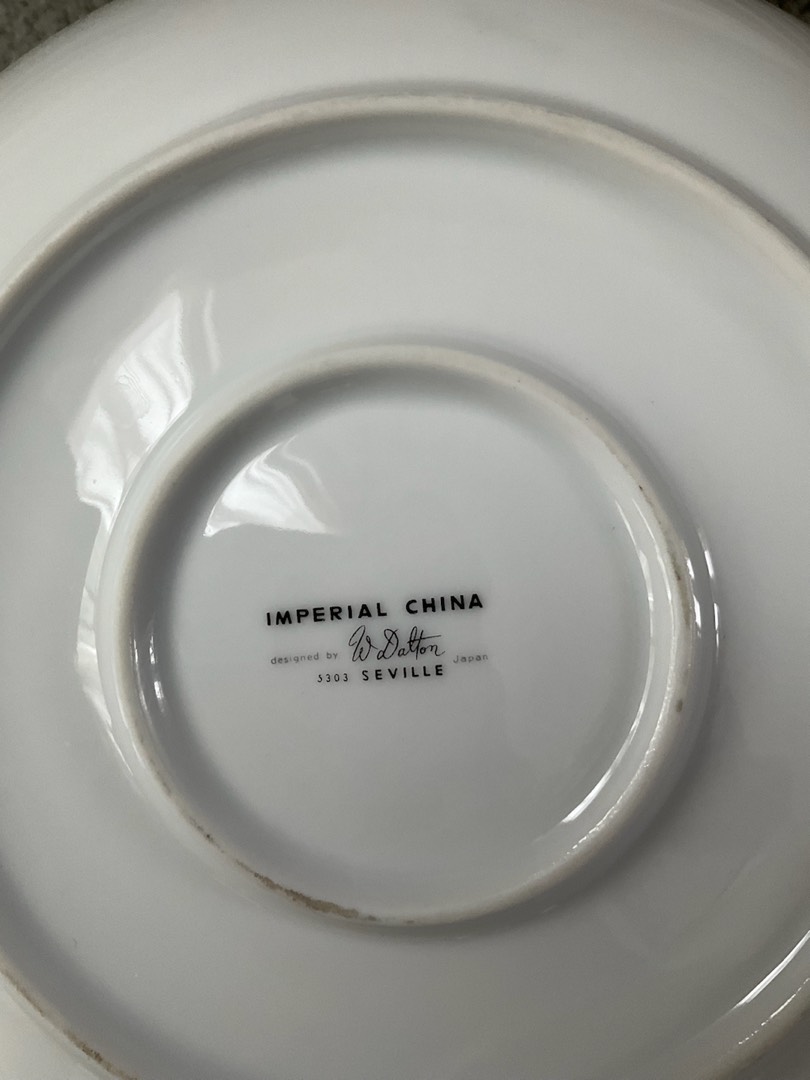 IMPERIAL CHINA
designed by W Dalton Japan
5303 SEVILLE